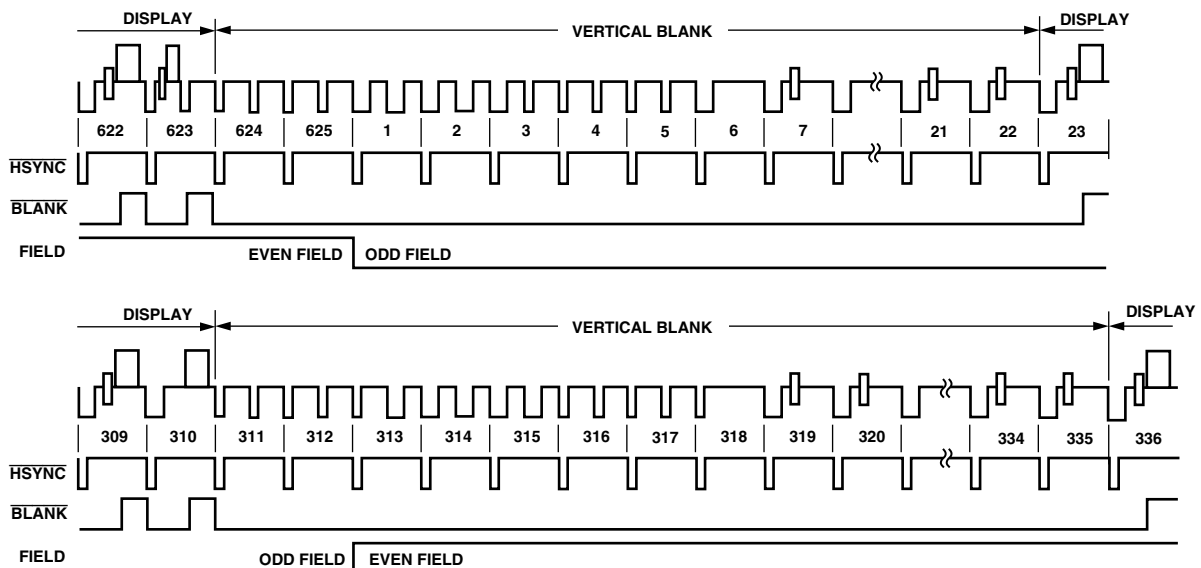 DISPLAY VERTICAL BLANK DISPLAY
622 623 624 625 1 2 3 4 5 6 7 21 22 23
HSYNC
BLANK
FIELD EVEN FIELD ODD FIELD
DISPLAY VERTICAL BLANK DISPLAY
309 310 311 312 313 314 315 316 317 318 319 320 334 335 336
HSYNC
BLANK
FIELD ODD FIELD EVEN FIELD